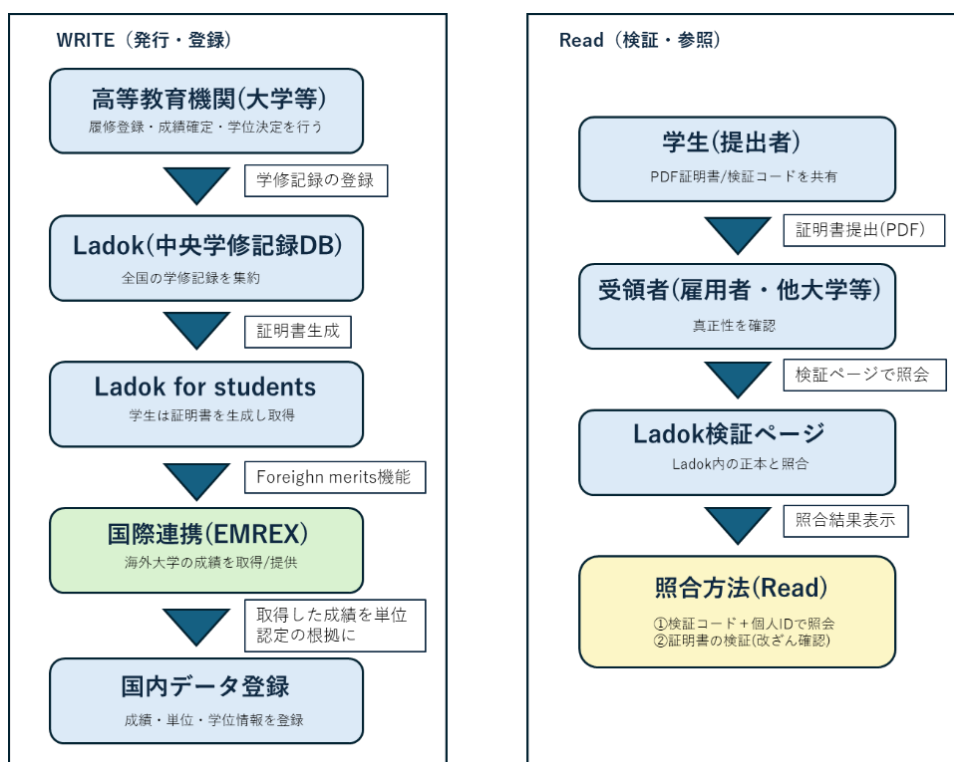 WRITE（発行・登録）
高等教育機関(大学等)
履修登録・成績確定・学位決定を行う
学修記録の登録
Ladok(中央学修記録DB)
全国の学修記録を集約
証明書生成
Ladok for students
学生は証明書を生成し取得
Foreighn merits機能
国際連携(EMREX)
海外大学の成績を取得/提供
取得した成績を単位
認定の根拠に
国内データ登録
成績・単位・学位情報を登録
Read（検証・参照）
学生(提出者)
PDF証明書/検証コードを共有
証明書提出(PDF)
受領者(雇用者・他大学等)
真正性を確認
検証ページで照会
Ladok検証ページ
Ladok内の正本と照合
照合結果表示
照合方法(Read)
①検証コード＋個人IDで照会
②証明書の検証(改ざん確認)